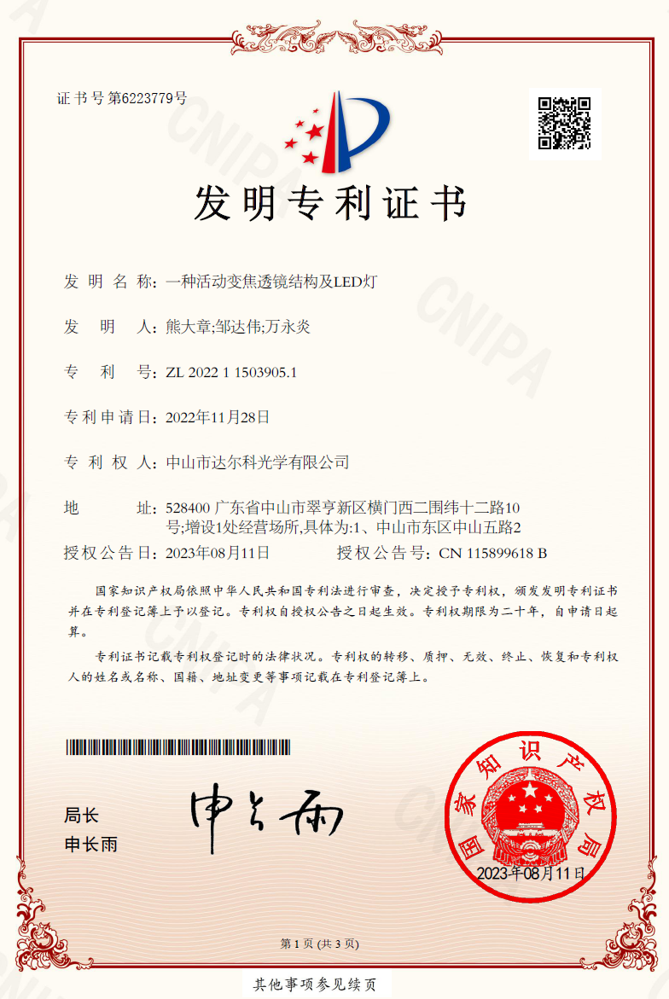 证书号第6223779号
发明专利证书
发明名称：一种活动变焦透镜结构及LED灯
发明人：熊大章;邹达伟;万永炎
专利号：ZL 2022 1 1503905.1
专利申请日：2022年11月28日
专利权人：中山市达尔科光学有限公司
地址：528400 广东省中山市翠亨新区横门西二围纬十二路10
号;增设1处经营场所,具体为:1、中山市东区中山五路2
授权公告日：2023年08月11日 授权公告号：CN 115899618 B
国家知识产权局依照中华人民共和国专利法进行审查，决定授予专利权，颁发发明专利证书
并在专利登记簿上予以登记。专利权自授权公告之日起生效。专利权期限为二十年，自申请日起
算。
专利证书记载专利权登记时的法律状况。专利权的转移、质押、无效、终止、恢复和专利权
人的姓名或名称、国籍、地址变更等事项记载在专利登记簿上。
局长
申长雨
申长雨
国家知识产权局
2023年08月11日
第 1 页 (共 3 页)
其他事项参见续页
CNIPA
CNIPA
CNIPA
CNIPA